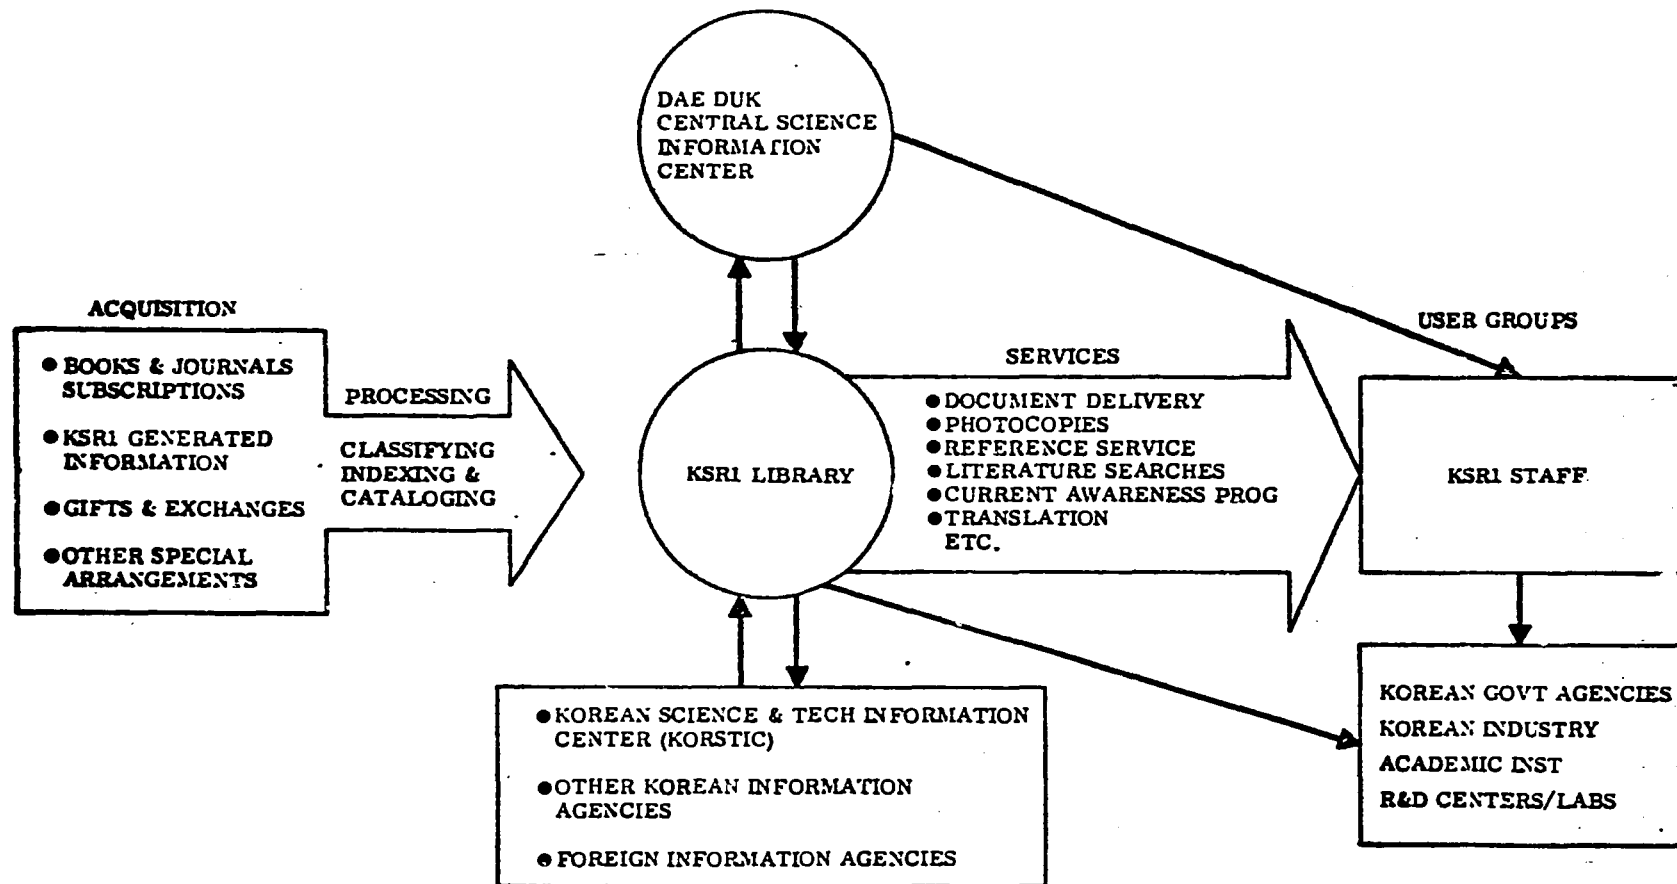 DAE DUK
CENTRAL SCIENCE
INFORMATION
CENTER
ACQUISITION
● BOOKS & JOURNALS
SUBSCRIPTIONS
● KSR1 GENERATED
INFORMATION
● GIFTS & EXCHANGES
● OTHER SPECIAL
ARRANGEMENTS
PROCESSING
CLASSIFYING
INDEXING &
CATALOGING
KSR1 LIBRARY
SERVICES
● DOCUMENT DELIVERY
● PHOTOCOPIES
● REFERENCE SERVICE
● LITERATURE SEARCHES
● CURRENT AWARENESS PROG
● TRANSLATION
ETC.
USER GROUPS
KSR1 STAFF
● KOREAN SCIENCE & TECH INFORMATION
CENTER (KORSTIC)
● OTHER KOREAN INFORMATION
AGENCIES
● FOREIGN INFORMATION AGENCIES
KOREAN GOVT AGENCIES
KOREAN INDUSTRY
ACADEMIC INST
R&D CENTERS/LABS